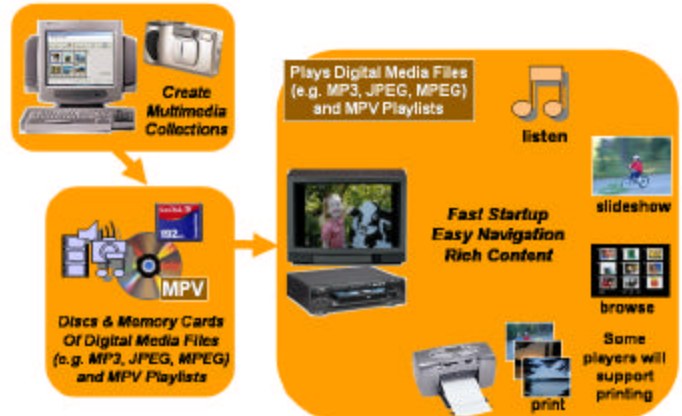 Create
Multimedia
Collections
Plays Digital Media Files
(e.g. MP3, JPEG, MPEG)
and MPV Playlists
listen
slideshow
Fast Startup
Easy Navigation
Rich Content
browse
SanDisk
192MB
MPV
Discs & Memory Cards
Of Digital Media Files
(e.g. MP3, JPEG, MPEG)
and MPV Playlists
Some
players will
support
printing
print